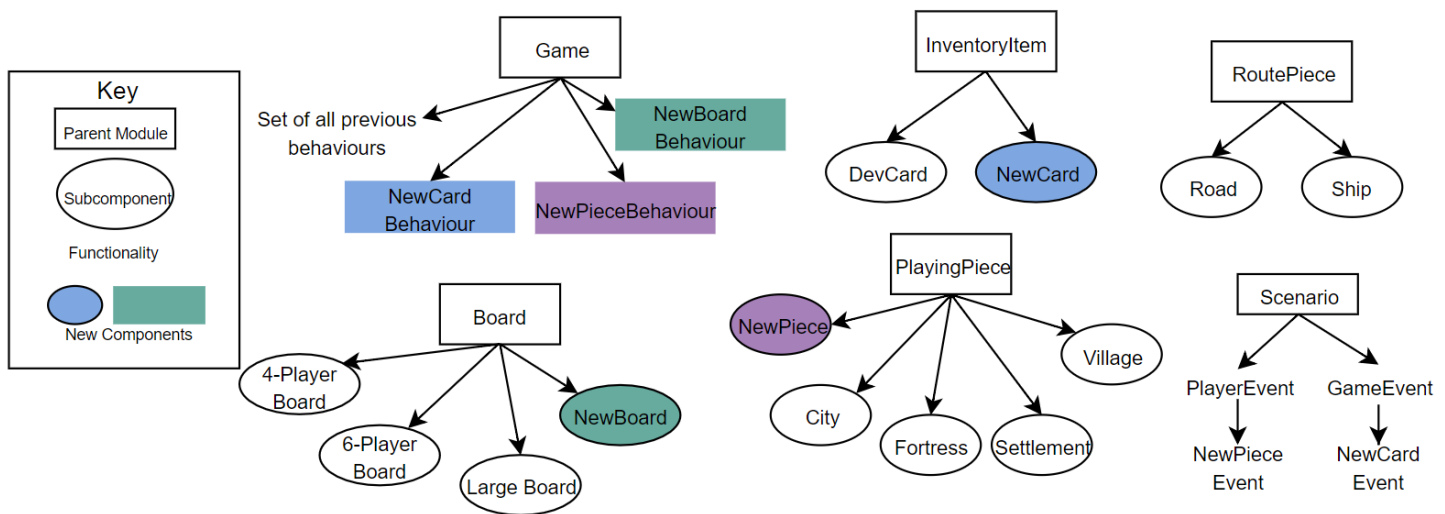 Key
Parent Module
Subcomponent
Functionality
New Components
Game
Set of all previous
behaviours
NewBoard
Behaviour
NewCard
Behaviour
NewPieceBehaviour
InventoryItem
DevCard
NewCard
RoutePiece
Road
Ship
Board
4-Player
Board
6-Player
Board
Large Board
NewBoard
PlayingPiece
NewPiece
City
Fortress
Settlement
Village
Scenario
PlayerEvent
GameEvent
NewPiece
Event
NewCard
Event